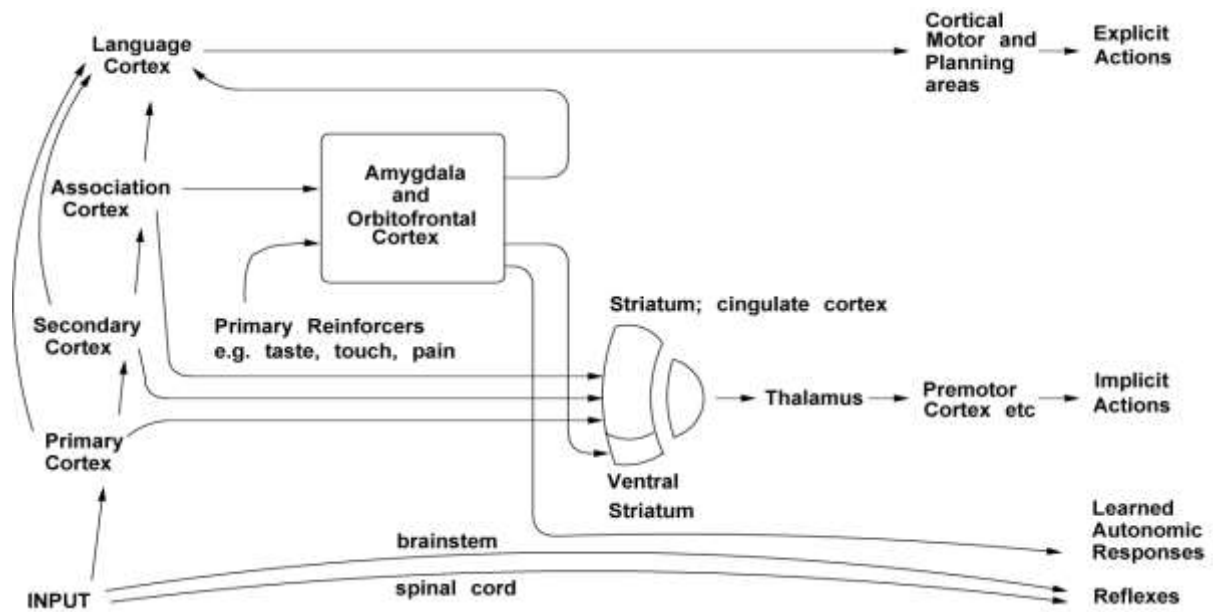 Language
Cortex
Cortical
Motor and
Planning
areas
Explicit
Actions
Association
Cortex
Amygdala
and
Orbitofrontal
Cortex
Secondary
Cortex
Primary Reinforcers
e.g. taste, touch, pain
Striatum; cingulate cortex
Thalamus
Premotor
Cortex etc
Implicit
Actions
Primary
Cortex
Ventral
Striatum
Learned
Autonomic
Responses
brainstem
spinal cord
INPUT
Reflexes